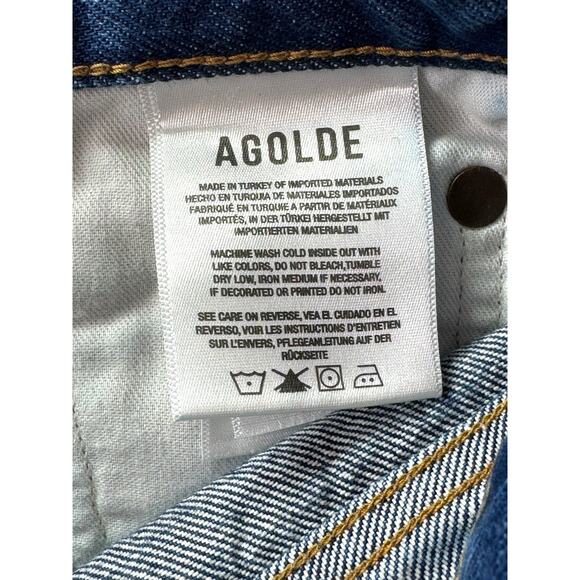 AGOLDE
MADE IN TURKEY OF IMPORTED MATERIALS
HECHO EN TURQUIA DE MATERIALES IMPORTADOS
FABRIQUÉ EN TURQUIE A PARTIR DE MATÉRIAUX
IMPORTÉS, IN DER TÜRKEI HERGESTELLT MIT
IMPORTIERTEN MATERIALIEN
MACHINE WASH COLD INSIDE OUT WITH
LIKE COLORS, DO NOT BLEACH,TUMBLE
DRY LOW, IRON MEDIUM IF NECESSARY,
IF DECORATED OR PRINTED DO NOT IRON.
SEE CARE ON REVERSE, VEA EL CUIDADO EN EL
REVERSO, VOIR LES INSTRUCTIONS D'ENTRETIEN
SUR L'ENVERS, PFLEGEANLEITUNG AUF DER
RÜCKSEITE